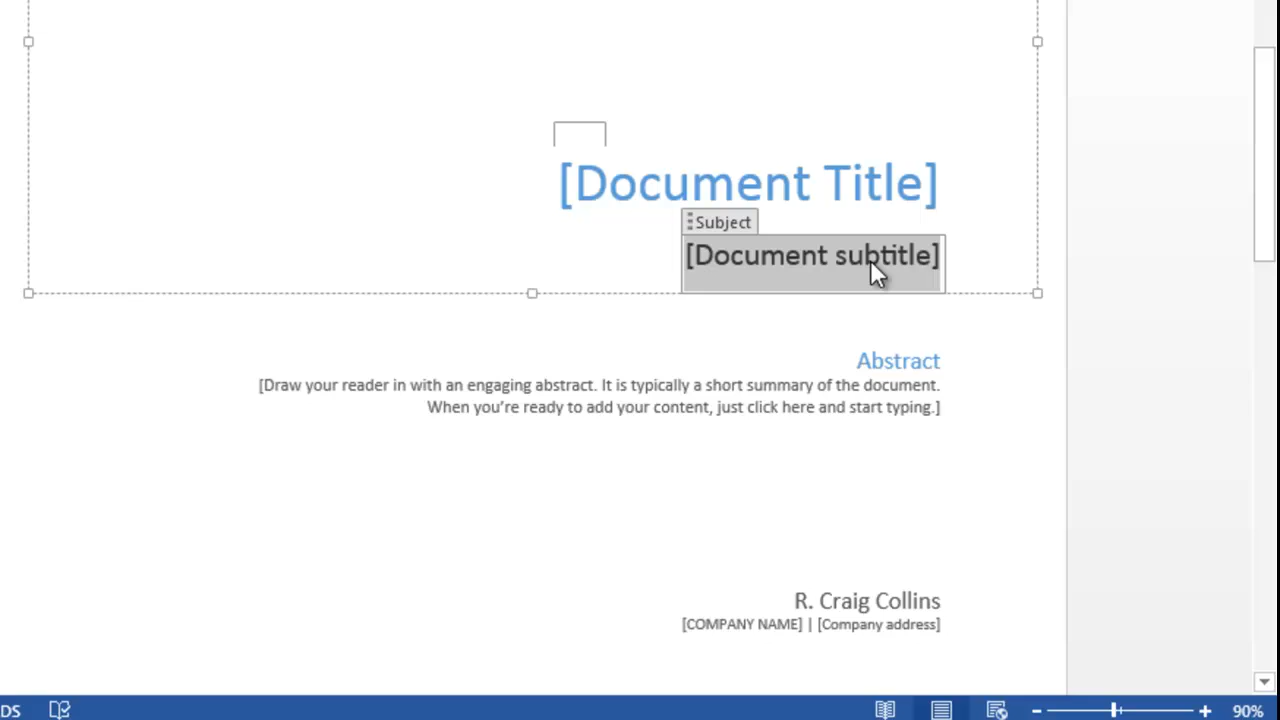 [Document Title]
Subject
[Document subtitle]
Abstract
[Draw your reader in with an engaging abstract. It is typically a short summary of the document.
When you’re ready to add your content, just click here and start typing.]
R. Craig Collins
[COMPANY NAME] | [Company address]
DS
90%